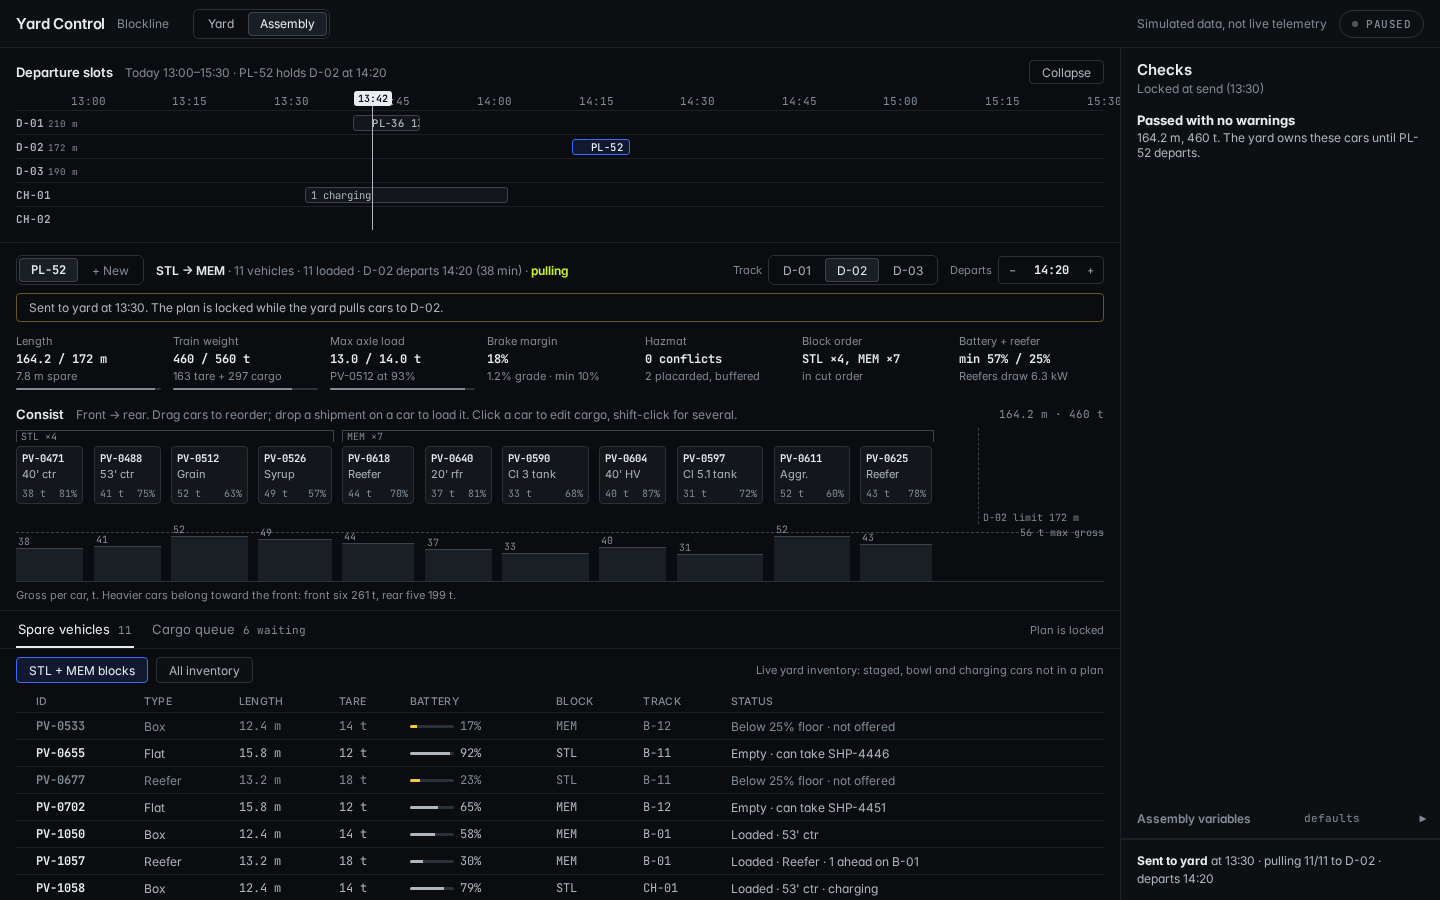 Yard Control Blockline Yard Assembly Simulated data, not live telemetry PAUSED
Departure slots Today 13:00–15:30 · PL-52 holds D-02 at 14:20 Collapse
13:00 13:15 13:30 13:42 :45 14:00 14:15 14:30 14:45 15:00 15:15 15:30
D-01 210 m PL-36
D-02 172 m PL-52
D-03 190 m
CH-01 1 charging
CH-02
PL-52 + New STL → MEM · 11 vehicles · 11 loaded · D-02 departs 14:20 (38 min) · pulling Track D-01 D-02 D-03 Departs − 14:20 +
Sent to yard at 13:30. The plan is locked while the yard pulls cars to D-02.
Length Train weight Max axle load Brake margin Hazmat Block order Battery + reefer
164.2 / 172 m 460 / 560 t 13.0 / 14.0 t 18% 0 conflicts STL ×4, MEM ×7 min 57% / 25%
7.8 m spare 163 tare + 297 cargo PV-0512 at 93% 1.2% grade · min 10% 2 placarded, buffered in cut order Reefers draw 6.3 kW
Consist Front → rear. Drag cars to reorder; drop a shipment on a car to load it. Click a car to edit cargo, shift-click for several. 164.2 m · 460 t
STL ×4 MEM ×7
PV-0471 PV-0488 PV-0512 PV-0526 PV-0618 PV-0640 PV-0590 PV-0604 PV-0597 PV-0611 PV-0625
40' ctr 53' ctr Grain Syrup Reefer 20' rfr Cl 3 tank 40' HV Cl 5.1 tank Aggr. Reefer
38 t 81% 41 t 75% 52 t 63% 49 t 57% 44 t 70% 37 t 81% 33 t 68% 40 t 87% 31 t 72% 52 t 60% 43 t 78%
D-02 limit 172 m
56 t max gross
38 41 52 49 44 37 33 40 31 52 43
Gross per car, t. Heavier cars belong toward the front: front six 261 t, rear five 199 t.
Spare vehicles 11 Cargo queue 6 waiting Plan is locked
STL + MEM blocks All inventory Live yard inventory: staged, bowl and charging cars not in a plan
ID TYPE LENGTH TARE BATTERY BLOCK TRACK STATUS
PV-0533 Box 12.4 m 14 t 17% MEM B-12 Below 25% floor · not offered
PV-0655 Flat 15.8 m 12 t 92% STL B-11 Empty · can take SHP-4446
PV-0677 Reefer 13.2 m 18 t 23% STL B-11 Below 25% floor · not offered
PV-0702 Flat 15.8 m 12 t 65% MEM B-12 Empty · can take SHP-4451
PV-1050 Box 12.4 m 14 t 58% MEM B-01 Loaded · 53' ctr
PV-1057 Reefer 13.2 m 18 t 30% MEM B-01 Loaded · Reefer · 1 ahead on B-01
PV-1058 Box 12.4 m 14 t 79% STL CH-01 Loaded · 53' ctr · charging
Checks
Locked at send (13:30)
Passed with no warnings
164.2 m, 460 t. The yard owns these cars until PL-
52 departs.
Assembly variables defaults ▶
Sent to yard at 13:30 · pulling 11/11 to D-02 ·
departs 14:20